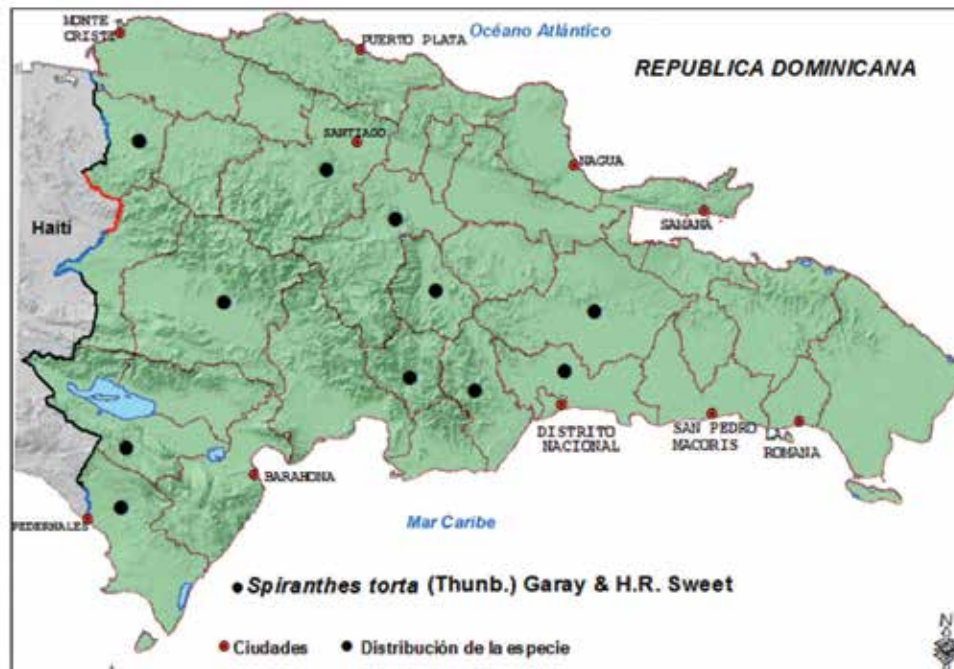 MONTE
CRISTI
PUERTO PLATA
Océano Atlántico
REPUBLICA DOMINICANA
SANTIAGO
NAGUA
SAMANA
Haití
DISTRITO
NACIONAL
SAN PEDRO
MACORIS
LA
ROMANA
BARAHONA
PEDERNALES
Mar Caribe
Spiranthes torta (Thunb.) Garay & H.R. Sweet
Ciudades
Distribución de la especie
N